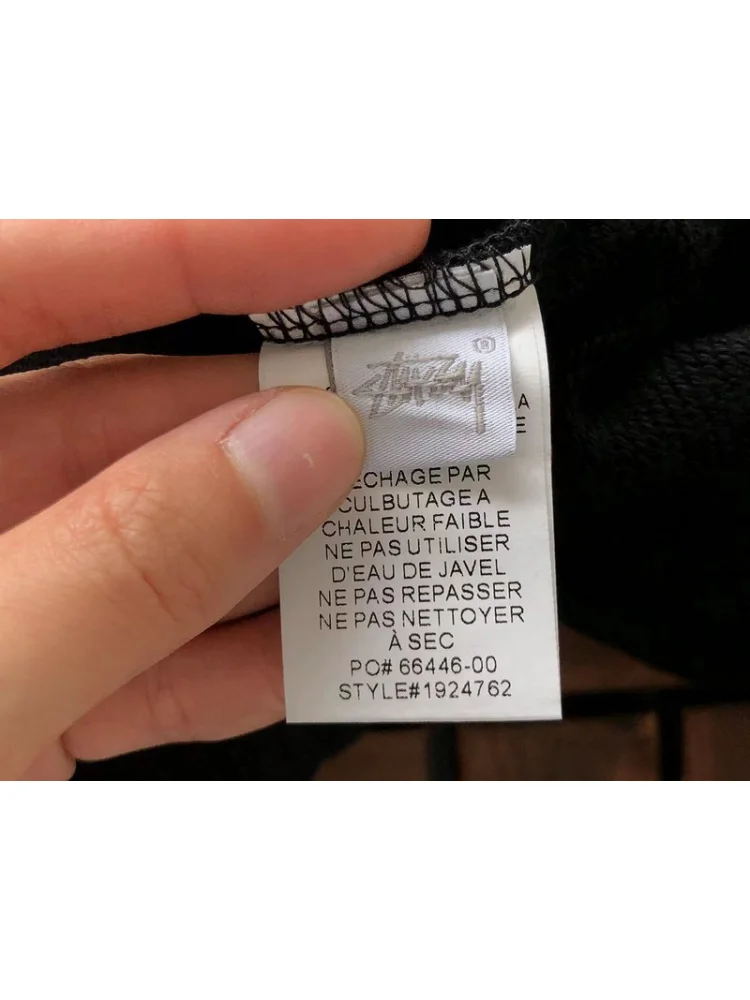 Stüssy ®
A
E
ÉCHAGE PAR
CULBUTAGE A
CHALEUR FAIBLE
NE PAS UTILISER
D'EAU DE JAVEL
NE PAS REPASSER
NE PAS NETTOYER
À SEC
PO# 66446-00
STYLE#1924762